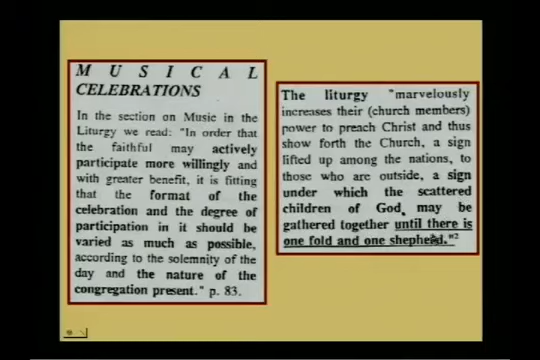 MUSICAL
CELEBRATIONS
In the section on Music in the
Liturgy we read: "In order that
the faithful may actively
participate more willingly and
with greater benefit, it is fitting
that the format of the
celebration and the degree of
participation in it should be
varied as much as possible,
according to the solemnity of the
day and the nature of the
congregation present." p. 83.
The liturgy "marvelously
increases their (church members)
power to preach Christ and thus
show forth the Church, a sign
lifted up among the nations, to
those who are outside, a sign
under which the scattered
children of God, may be
gathered together until there is
one fold and one shepherd."2